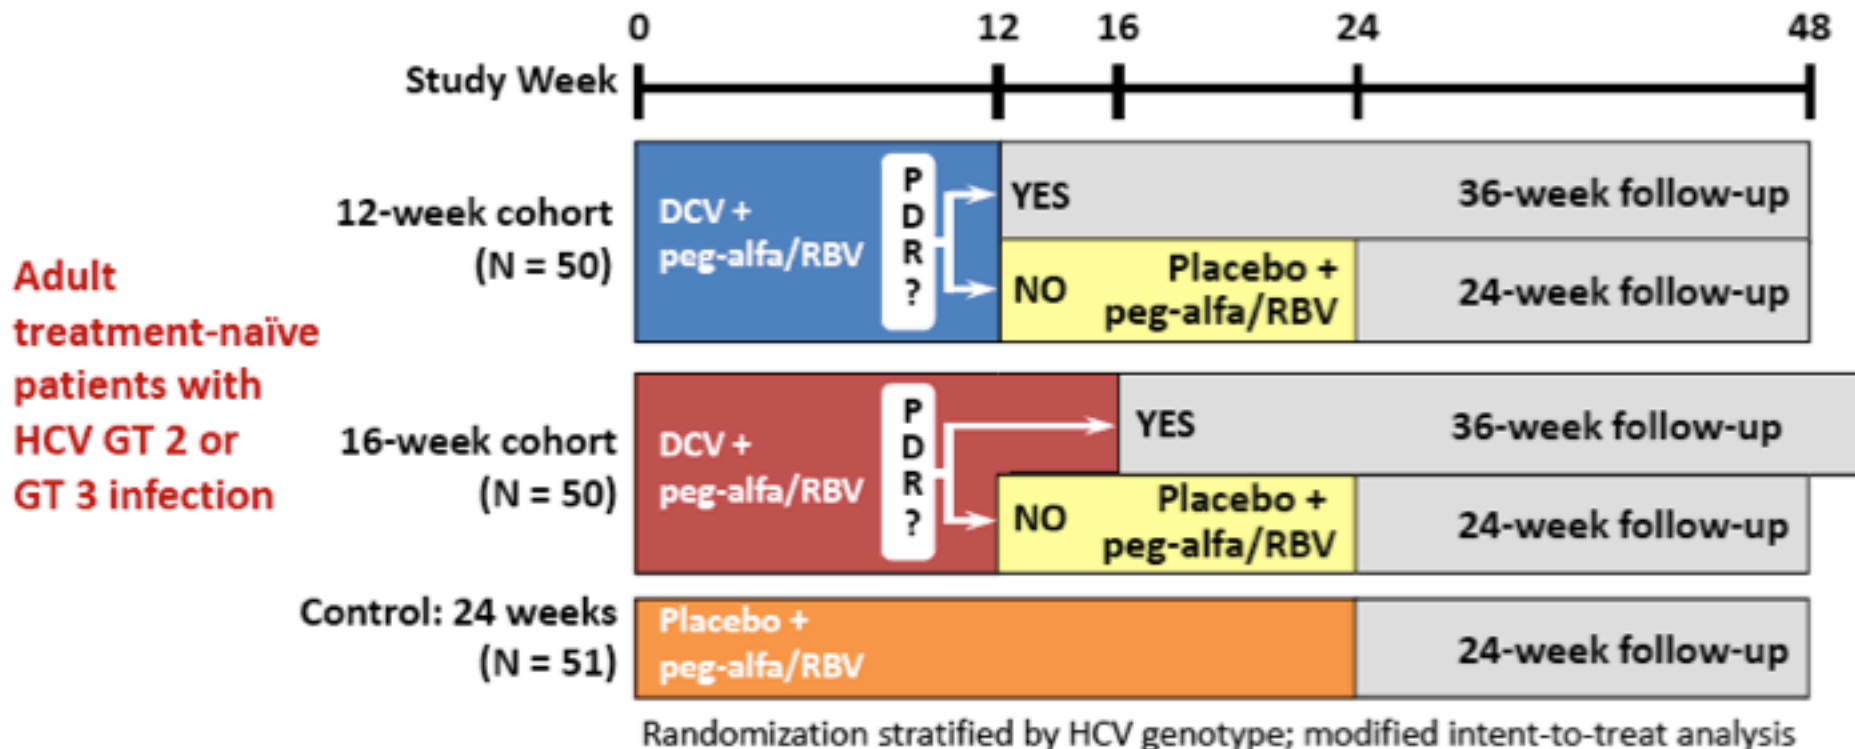 0 12 16 24 48
Study Week
Adult
treatment-naïve
patients with
HCV GT 2 or
GT 3 infection
12-week cohort
(N = 50)
DCV +
peg-alfa/RBV
P
D
R
?
YES
36-week follow-up
NO
Placebo +
peg-alfa/RBV
24-week follow-up
16-week cohort
(N = 50)
DCV +
peg-alfa/RBV
P
D
R
?
YES
36-week follow-up
NO
Placebo +
peg-alfa/RBV
24-week follow-up
Control: 24 weeks
(N = 51)
Placebo +
peg-alfa/RBV
24-week follow-up
Randomization stratified by HCV genotype; modified intent-to-treat analysis